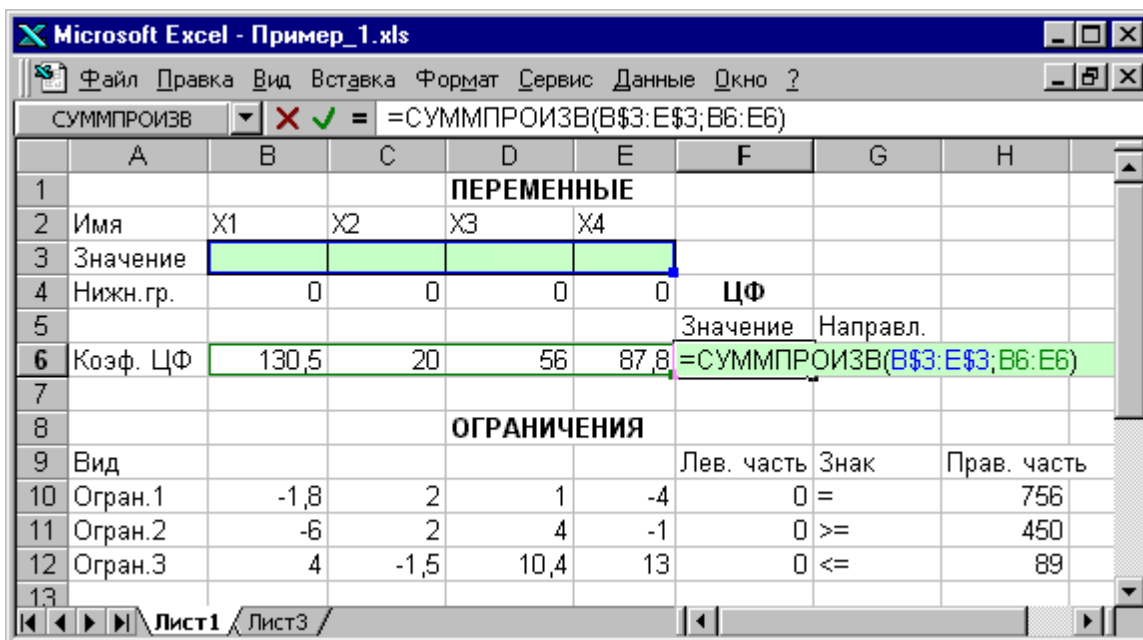 Microsoft Excel - Пример_1.xls
Файл Правка Вид Вставка Формат Сервис Данные Окно ?
СУММПРОИЗВ = =СУММПРОИЗВ(B$3:E$3;B6:E6)
A B C D E F G H
1 ПЕРЕМЕННЫЕ
2 Имя X1 X2 X3 X4
3 Значение
4 Нижн.гр. 0 0 0 0 ЦФ
5 Значение Направл.
6 Коэф. ЦФ 130,5 20 56 87,8 =СУММПРОИЗВ(B$3:E$3;B6:E6)
7
8 ОГРАНИЧЕНИЯ
9 Вид Лев. часть Знак Прав. часть
10 Огран.1 -1,8 2 1 -4 0 = 756
11 Огран.2 -6 2 4 -1 0 >= 450
12 Огран.3 4 -1,5 10,4 13 0 <= 89
13
Лист1 Лист3